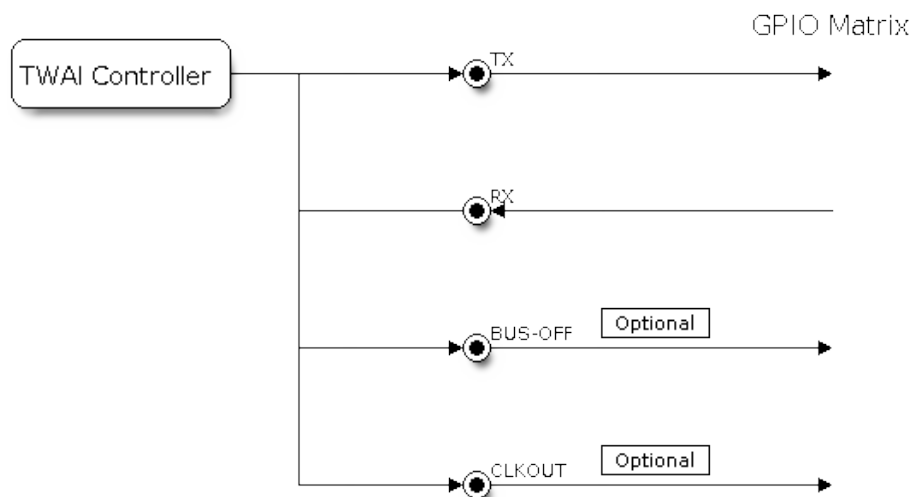 GPIO Matrix
TWAI Controller
TX
RX
BUS-OFF
Optional
CLKOUT
Optional